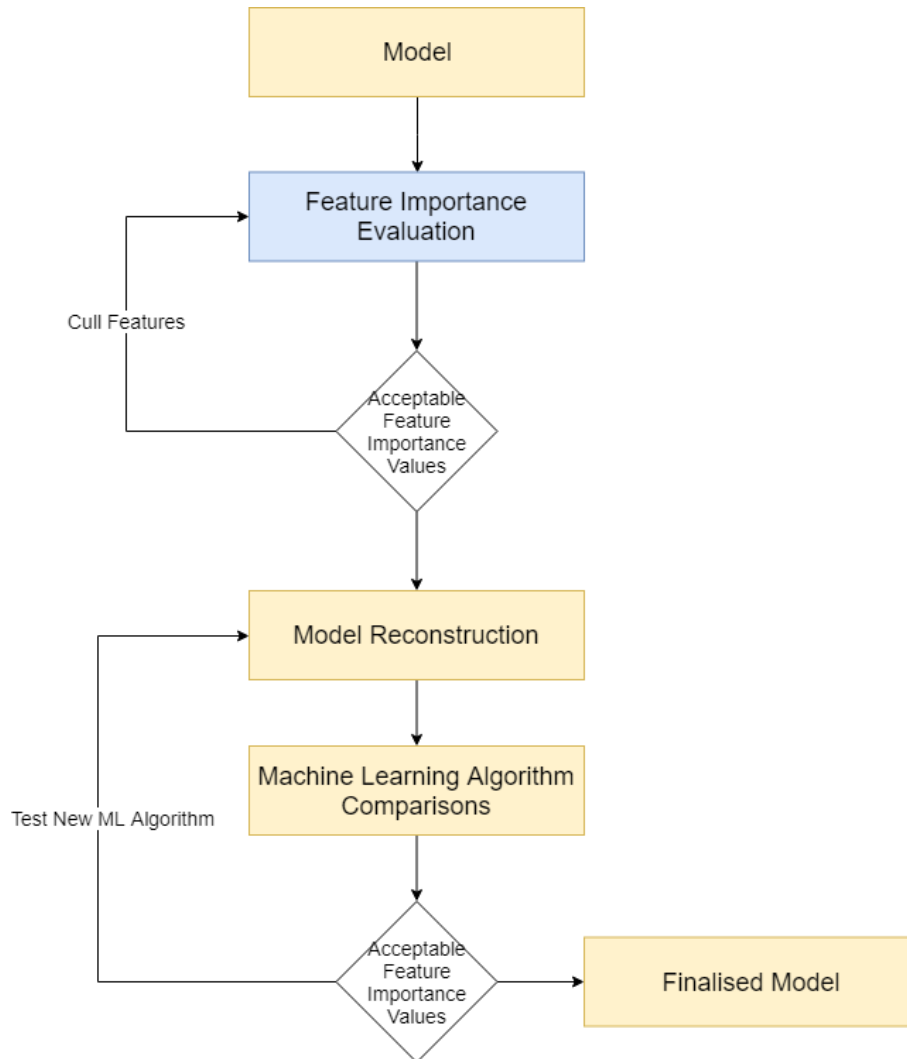 Model
Feature Importance
Evaluation
Cull Features
Acceptable
Feature
Importance
Values
Model Reconstruction
Machine Learning Algorithm
Comparisons
Test New ML Algorithm
Acceptable
Feature
Importance
Values
Finalised Model